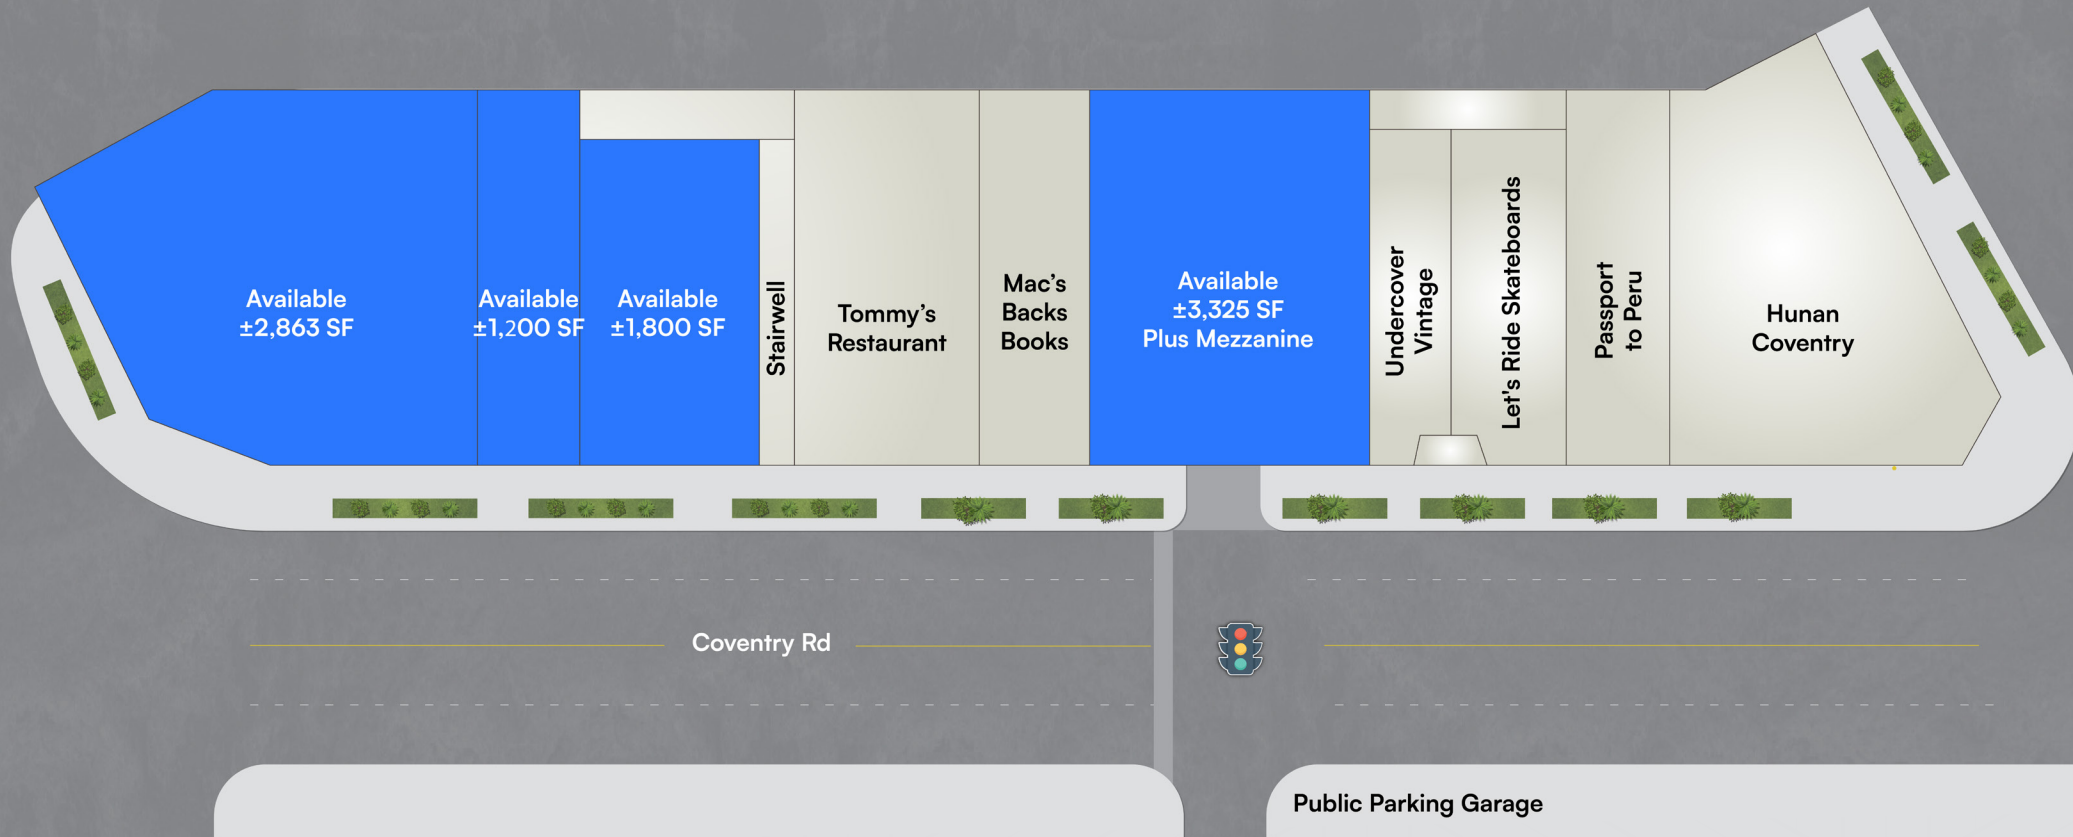 Available
±2,863 SF
Available
±1,200 SF
Available
±1,800 SF
Stairwell
Tommy’s
Restaurant
Mac’s
Backs
Books
Available
±3,325 SF
Plus Mezzanine
Undercover
Vintage
Let's Ride Skateboards
Passport
to Peru
Hunan
Coventry
Coventry Rd
Public Parking Garage